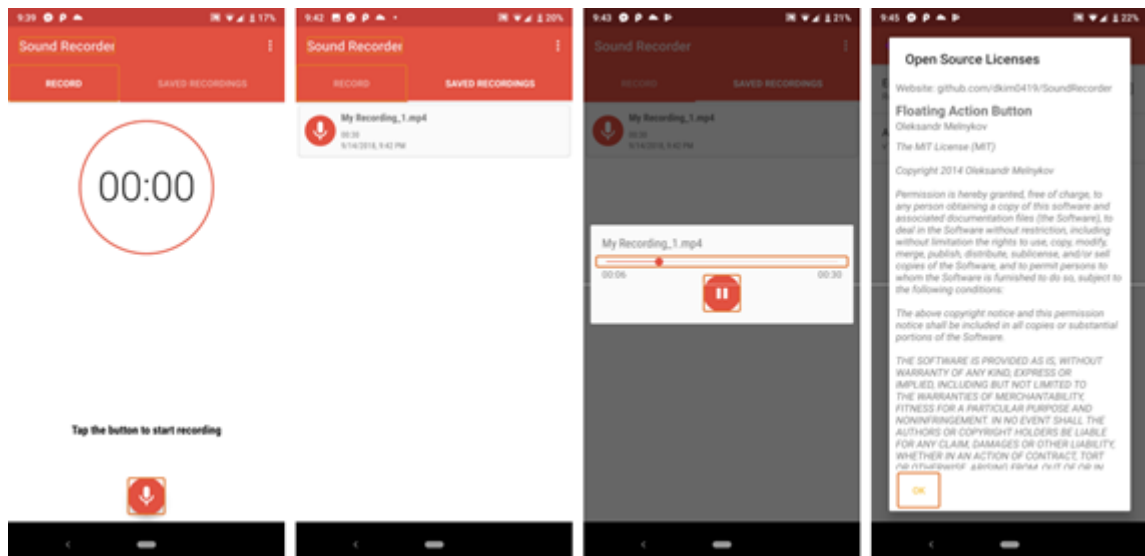 9:39
17%
Sound Recorder
RECORD
SAVED RECORDINGS
00:00
Tap the button to start recording
9:42
20%
Sound Recorder
RECORD
SAVED RECORDINGS
My Recording_1.mp4
00:30
9/14/2018, 9:42 PM
9:43
21%
Sound Recorder
RECORD
SAVED RECORDINGS
My Recording_1.mp4
00:30
9/14/2018, 9:42 PM
My Recording_1.mp4
00:06
00:30
9:45
22%
Open Source Licenses
Website: github.com/dkim0419/SoundRecorder
Floating Action Button
Oleksandr Melnykov
The MIT License (MIT)
Copyright 2014 Oleksandr Melnykov
Permission is hereby granted, free of charge, to
any person obtaining a copy of this software and
associated documentation files (the Software), to
deal in the Software without restriction, including
without limitation the rights to use, copy, modify,
merge, publish, distribute, sublicense, and/or sell
copies of the Software, and to permit persons to
whom the Software is furnished to do so, subject to
the following conditions:
The above copyright notice and this permission
notice shall be included in all copies or substantial
portions of the Software.
THE SOFTWARE IS PROVIDED AS IS, WITHOUT
WARRANTY OF ANY KIND, EXPRESS OR
IMPLIED, INCLUDING BUT NOT LIMITED TO
THE WARRANTIES OF MERCHANTABILITY,
FITNESS FOR A PARTICULAR PURPOSE AND
NONINFRINGEMENT. IN NO EVENT SHALL THE
AUTHORS OR COPYRIGHT HOLDERS BE LIABLE
FOR ANY CLAIM, DAMAGES OR OTHER LIABILITY,
WHETHER IN AN ACTION OF CONTRACT, TORT
OR OTHERWISE, ARISING FROM, OUT OF OR IN
OK